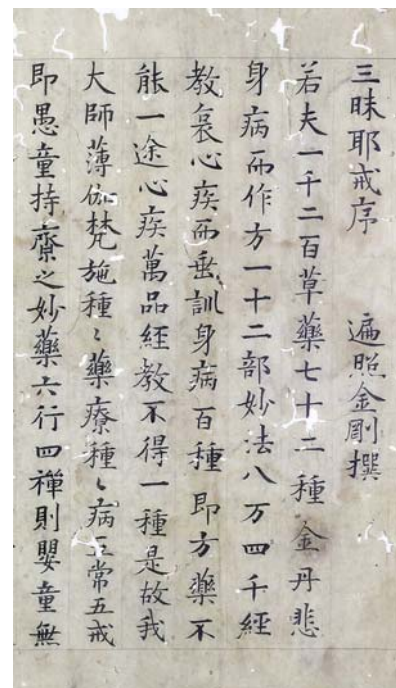 三昧耶戒序　　遍照金剛撰
若夫一千二百草藥七十二種金丹悲
身病而作方一十二部妙法八万四千經
教哀心疾而垂訓身病百種即方藥不
能一途心疾萬品經教不得一種是故我
大師薄伽梵施種〻藥療種〻病五常五戒
即愚童持齋之妙藥六行四禪則嬰童無